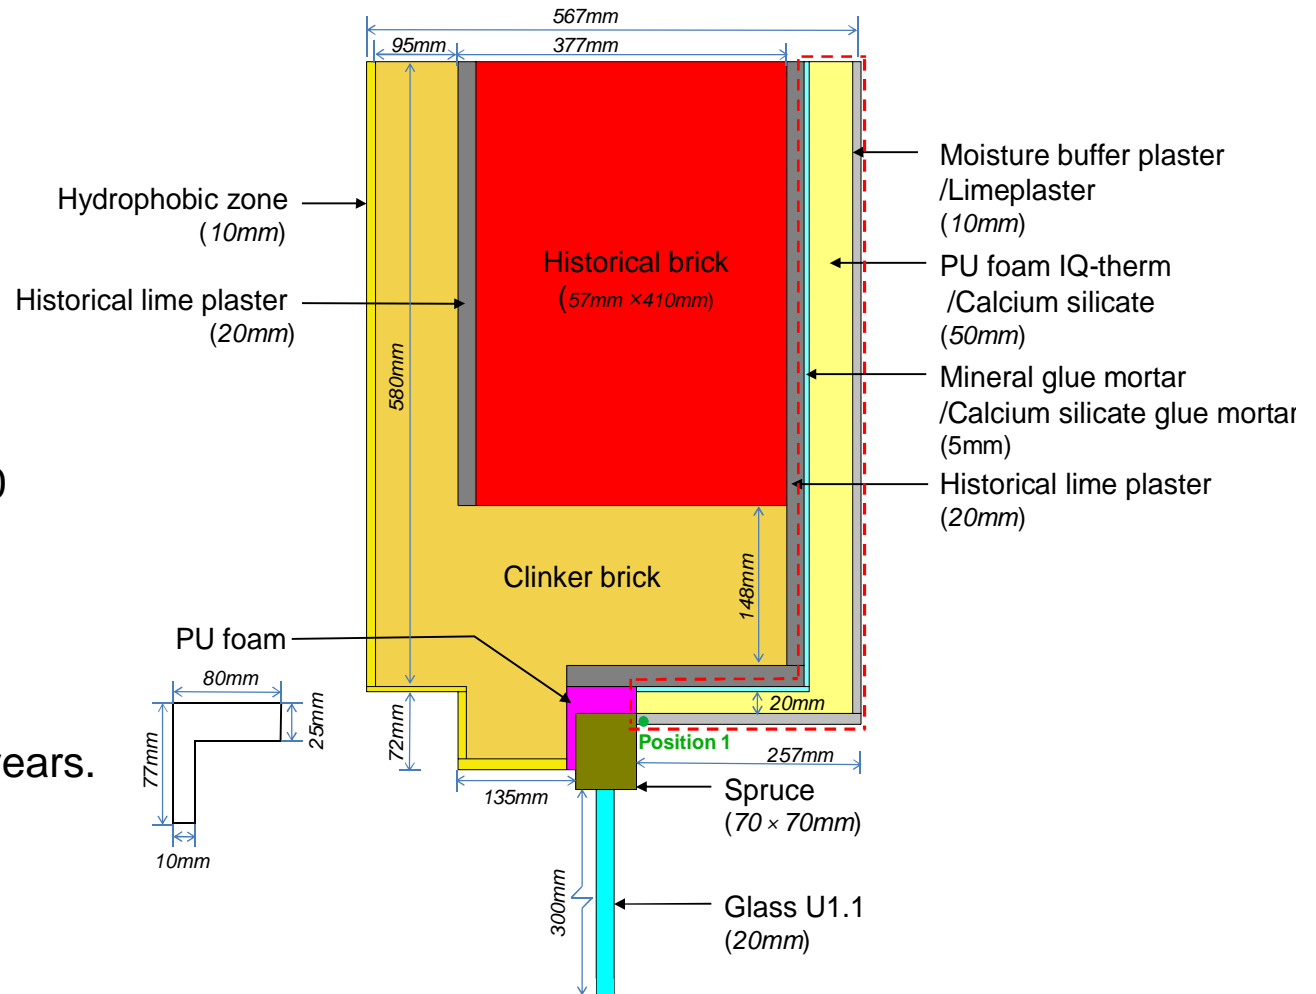 567mm
95mm
377mm
Hydrophobic zone
(10mm)
Historical lime plaster
(20mm)
580mm
Historical brick
(57mm ×410mm)
Moisture buffer plaster
/Limeplaster
(10mm)
PU foam IQ-therm
/Calcium silicate
(50mm)
Mineral glue mortar
/Calcium silicate glue mortar
(5mm)
Historical lime plaster
(20mm)
Clinker brick
148mm
PU foam
80mm
25mm
77mm
10mm
ears.
72mm
135mm
20mm
Position 1
257mm
Spruce
(70 × 70mm)
300mm
Glass U1.1
(20mm)